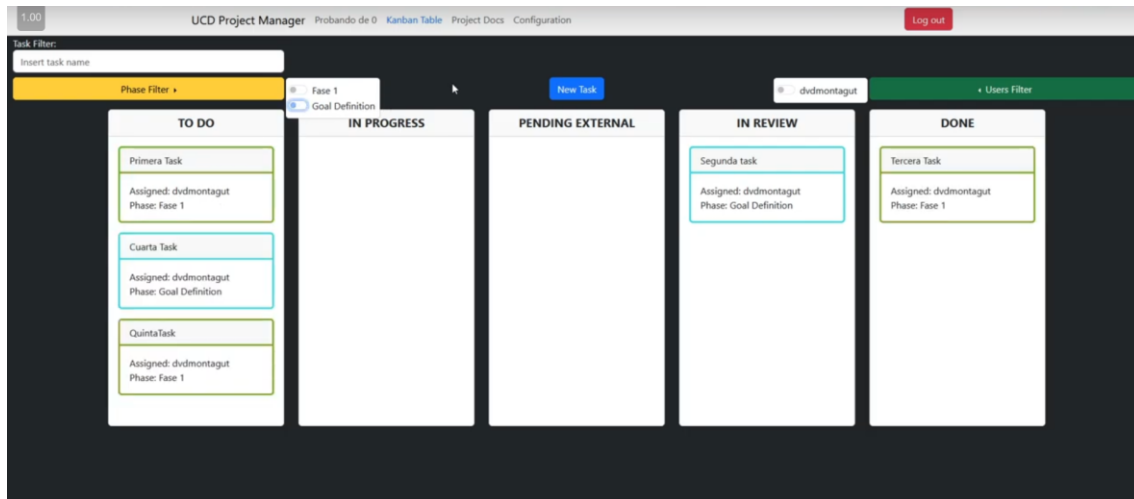 1.00
UCD Project Manager Probando de 0 Kanban Table Project Docs Configuration Log out
Task Filter:
Insert task name
Phase Filter
Fase 1
Goal Definition
New Task
dvdmontagut
Users Filter
TO DO
Primera Task
Assigned: dvdmontagut
Phase: Fase 1
Cuarta Task
Assigned: dvdmontagut
Phase: Goal Definition
QuintaTask
Assigned: dvdmontagut
Phase: Fase 1
IN PROGRESS
PENDING EXTERNAL
IN REVIEW
Segunda task
Assigned: dvdmontagut
Phase: Goal Definition
DONE
Tercera Task
Assigned: dvdmontagut
Phase: Fase 1